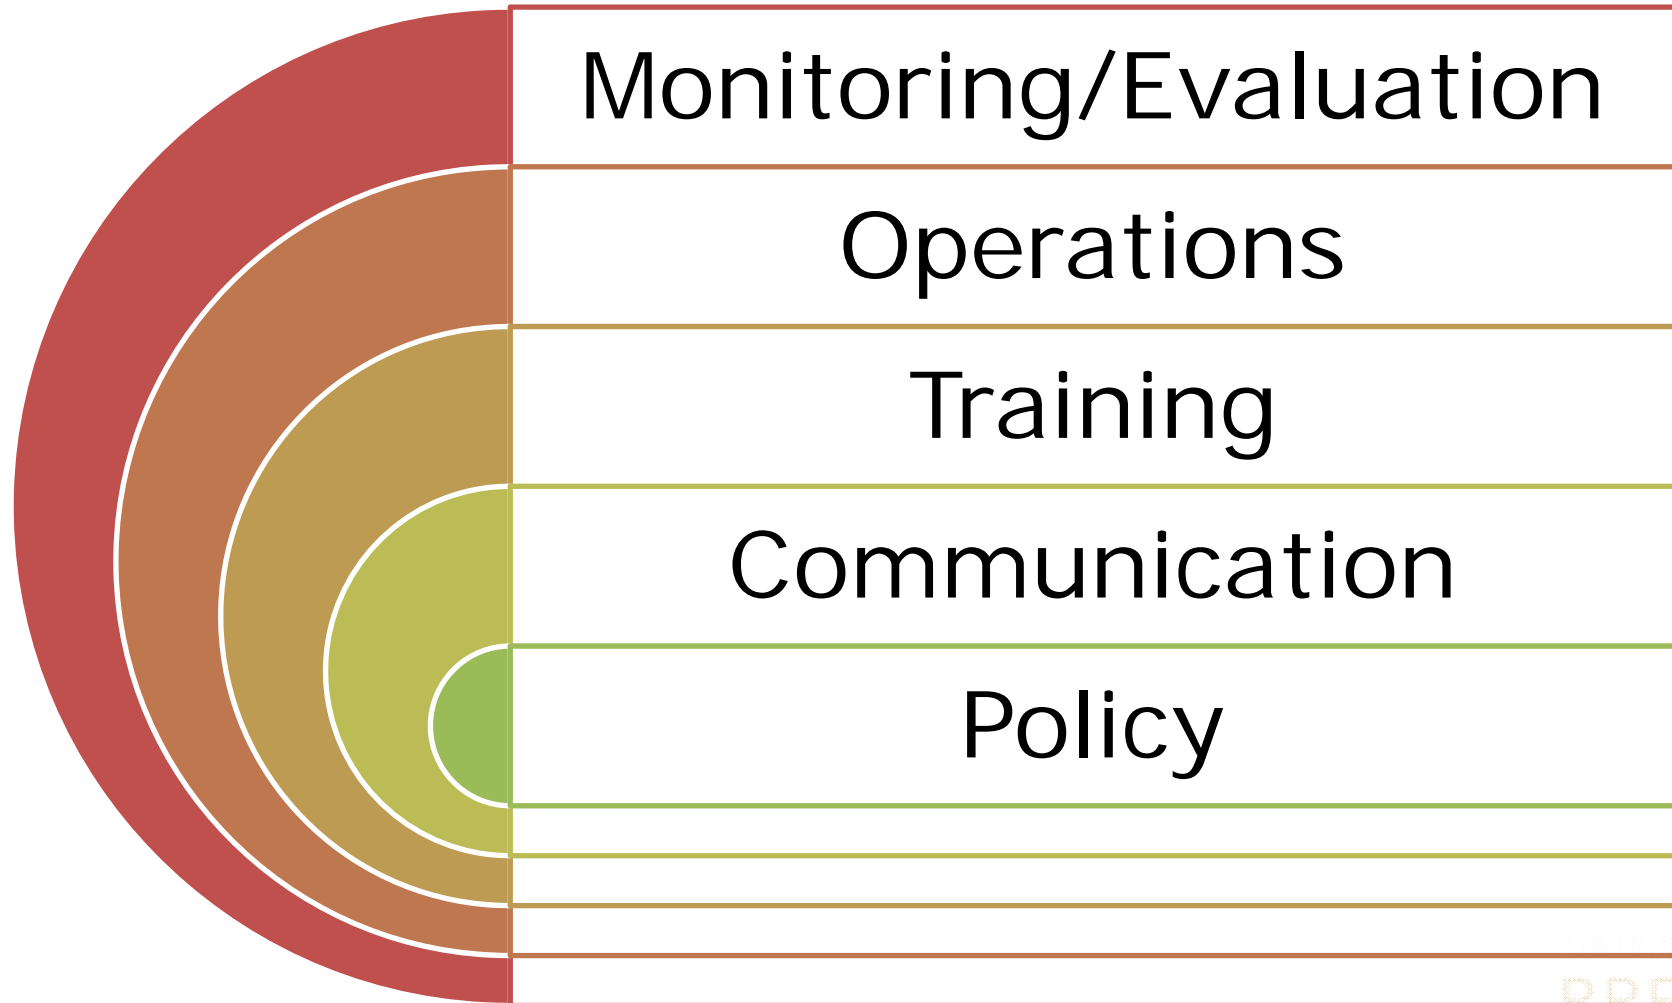 Monitoring/Evaluation
Operations
Training
Communication
Policy